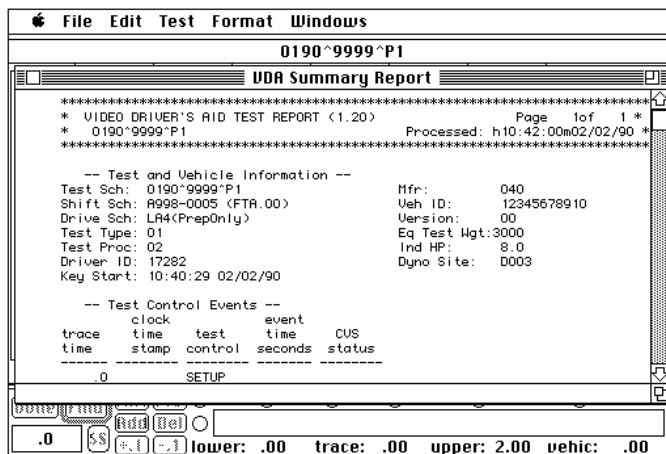 File Edit Test Format Windows
0190^9999^P1
VDA Summary Report
****************************************************************************
* VIDEO DRIVER'S AID TEST REPORT (1.20) Page 1of 1 *
* 0190^9999^P1 Processed: h10:42:00m02/02/90 *
****************************************************************************
-- Test and Vehicle Information --
Test Sch: 0190^9999^P1 Mfr: 040
Shift Sch: A998-0005 (FTA.00) Veh ID: 12345678910
Drive Sch: LA4(PrepOnly) Version: 00
Test Type: 01 Eq Test Wgt:3000
Test Proc: 02 Ind HP: 8.0
Driver ID: 17282 Dyno Site: D003
Key Start: 10:40:29 02/02/90
-- Test Control Events --
clock event
trace time test time CVS
time stamp control seconds status
------ -------- -------- -------- --------
.0 SETUP
Done Find
Add Del
.0 $$ +.1 -.1 lower: .00 trace: .00 upper: 2.00 vehic: .00